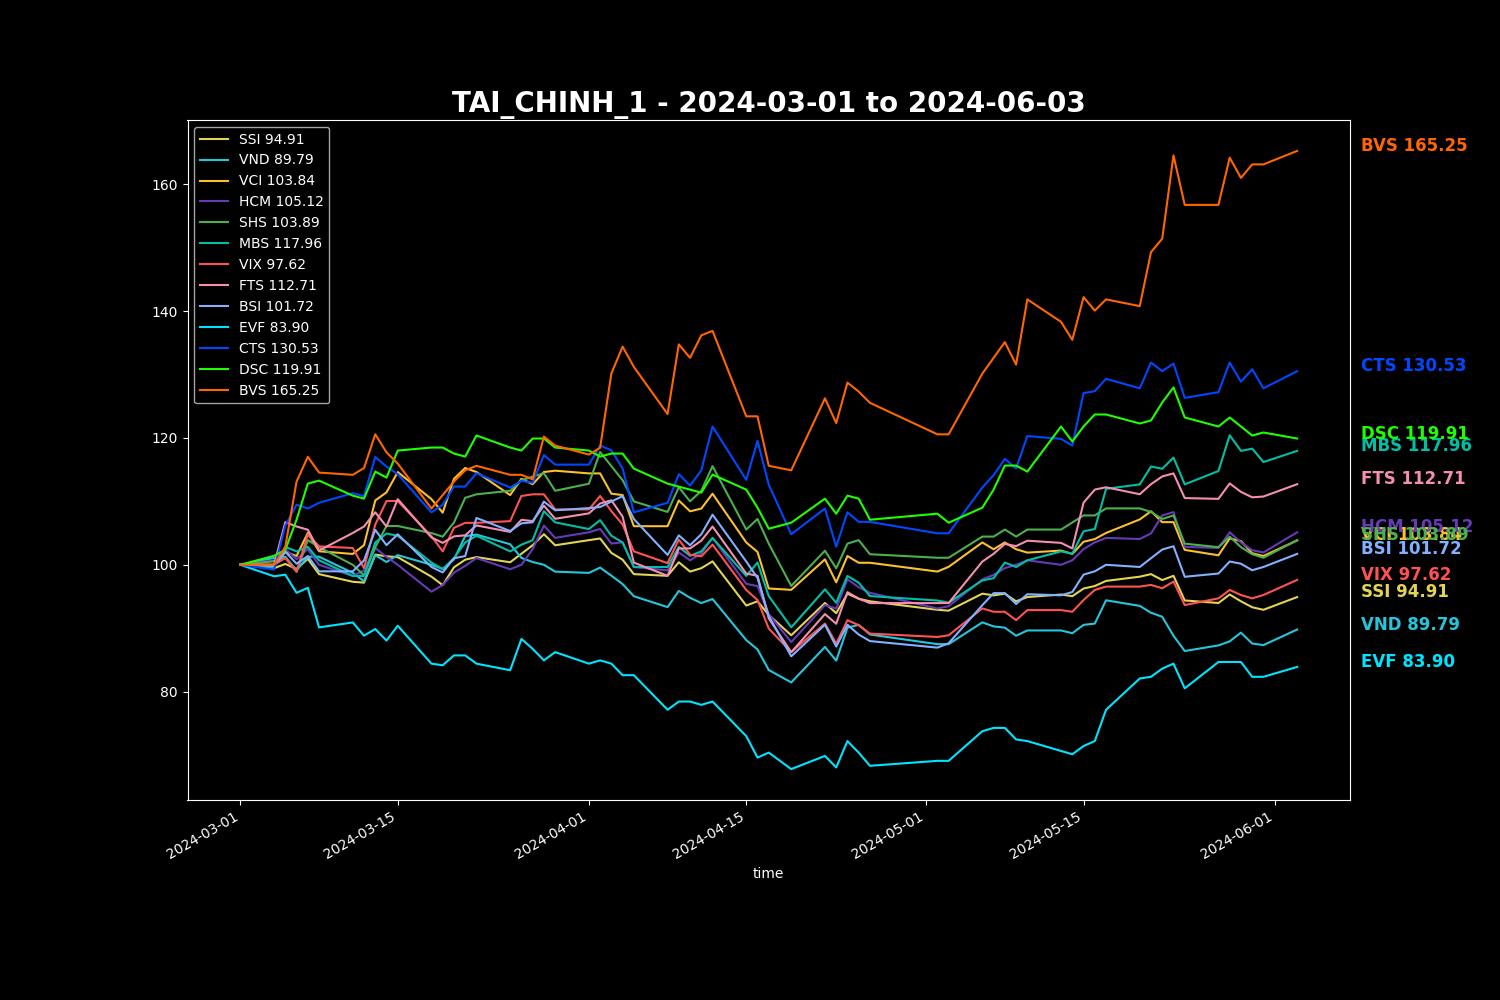 TAI_CHINH_1 - 2024-03-01 to 2024-06-03
SSI 94.91
VND 89.79
VCI 103.84
HCM 105.12
SHS 103.89
MBS 117.96
VIX 97.62
FTS 112.71
BSI 101.72
EVF 83.90
CTS 130.53
DSC 119.91
BVS 165.25
160
140
120
100
80
BVS 165.25
CTS 130.53
DSC 119.91
MBS 117.96
FTS 112.71
HCM 105.12
SHS 103.89
BSI 101.72
VIX 97.62
SSI 94.91
VND 89.79
EVF 83.90
2024-03-01
2024-03-15
2024-04-01
2024-04-15
2024-05-01
2024-05-15
2024-06-01
time